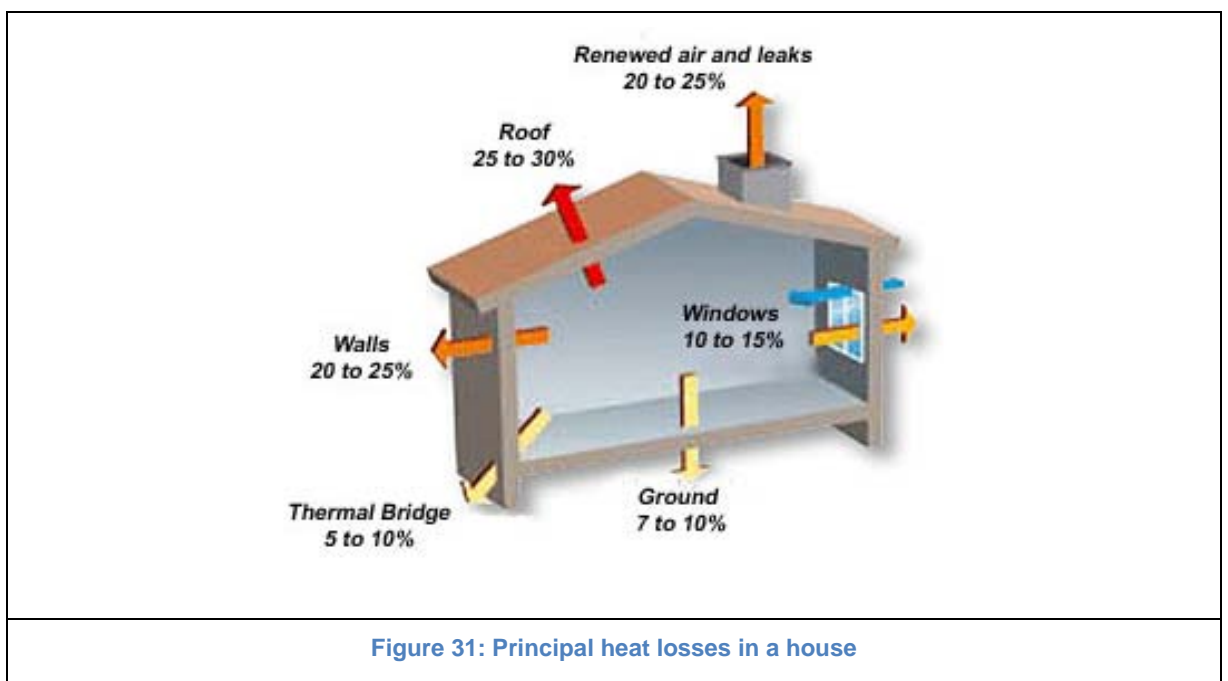 Renewed air and leaks
20 to 25%
Roof
25 to 30%
Windows
10 to 15%
Walls
20 to 25%
Ground
7 to 10%
Thermal Bridge
5 to 10%
Figure 31: Principal heat losses in a house